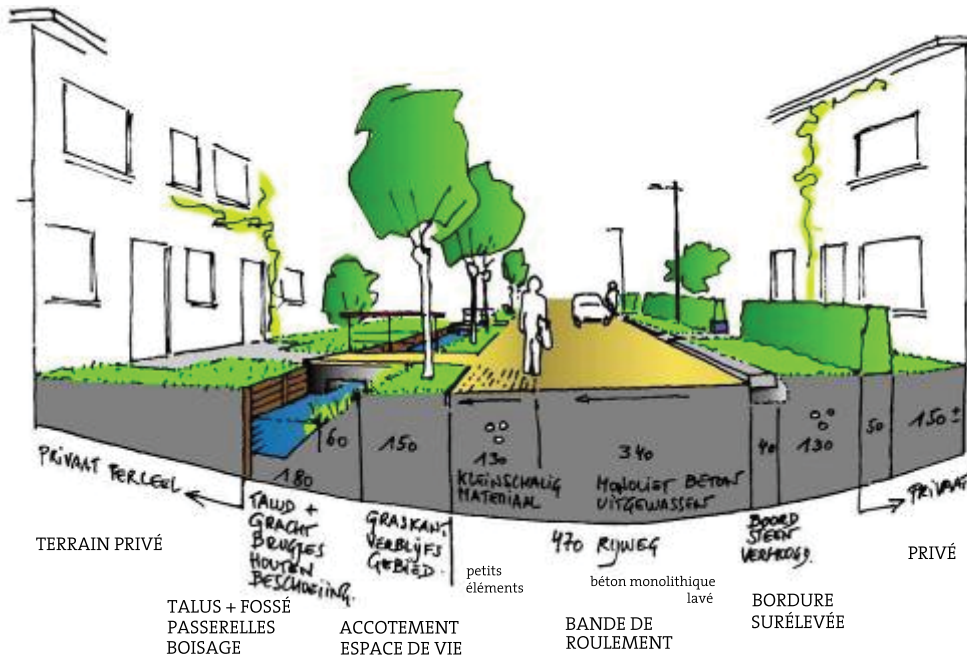 60
150
130
340
40
130
50
150 ±
180
KLEINSCHALIG
MATERIAAL
MONOLIET BETON
UITGEWASSEN
PRIVAAT PERCEEL
PRIVAAT
TALUD +
GRACHT
BRUGJES
HOUTEN
BESCHOEIING.
GRASKANT
VERBLIJFS
GEBIED.
470 RIJWEG
BOORD
STEEN
VERHOOGD.
TERRAIN PRIVÉ
PRIVÉ
petits
éléments
béton monolithique
lavé
TALUS + FOSSÉ
PASSERELLES
BOISAGE
ACCOTEMENT
ESPACE DE VIE
BANDE DE
ROULEMENT
BORDURE
SURÉLEVÉE